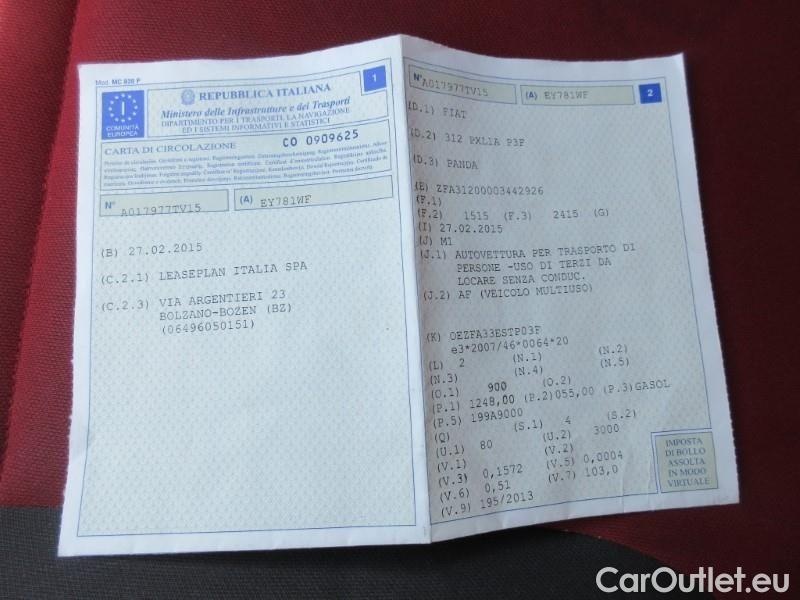 Mod. MC 820 F
1
REPUBBLICA ITALIANA
Ministero delle Infrastrutture e dei Trasporti
DIPARTIMENTO PER I TRASPORTI, LA NAVIGAZIONE
ED I SISTEMI INFORMATIVI E STATISTICI
I
COMUNITÀ
EUROPEA
CARTA DI CIRCOLAZIONE
CO 0909625
N° A017977TV15
(A) EY781WF
(B) 27.02.2015
(C.2.1) LEASEPLAN ITALIA SPA
(C.2.3) VIA ARGENTIERI 23
BOLZANO-BOZEN (BZ)
(06496050151)
N° A017977TV15
(A) EY781WF
2
(D.1) FIAT
(D.2) 312 PXL1A P3F
(D.3) PANDA
(E) ZFA31200003442926
(F.1)
(F.2) 1515 (F.3) 2415 (G)
(I) 27.02.2015
(J) M1
(J.1) AUTOVETTURA PER TRASPORTO DI
PERSONE -USO DI TERZI DA
LOCARE SENZA CONDUC.
(J.2) AF (VEICOLO MULTIUSO)
(K) OEZFA33ESTP03F
e3*2007/46*0064*20
(L) 2 (N.1) (N.2)
(N.3) (N.4) (N.5)
(O.1) 900 (O.2)
(P.1) 1248,00 (P.2)055,00 (P.3)GASOL
(P.5) 199A9000
(Q) (S.1) 4 (S.2)
(U.1) 80 (U.2) 3000
(V.1) (V.2)
(V.3) 0,1572 (V.5) 0,0004
(V.6) 0,51 (V.7) 103,0
(V.9) 195/2013
IMPOSTA
DI BOLLO
ASSOLTA
IN MODO
VIRTUALE
CarOutlet.eu